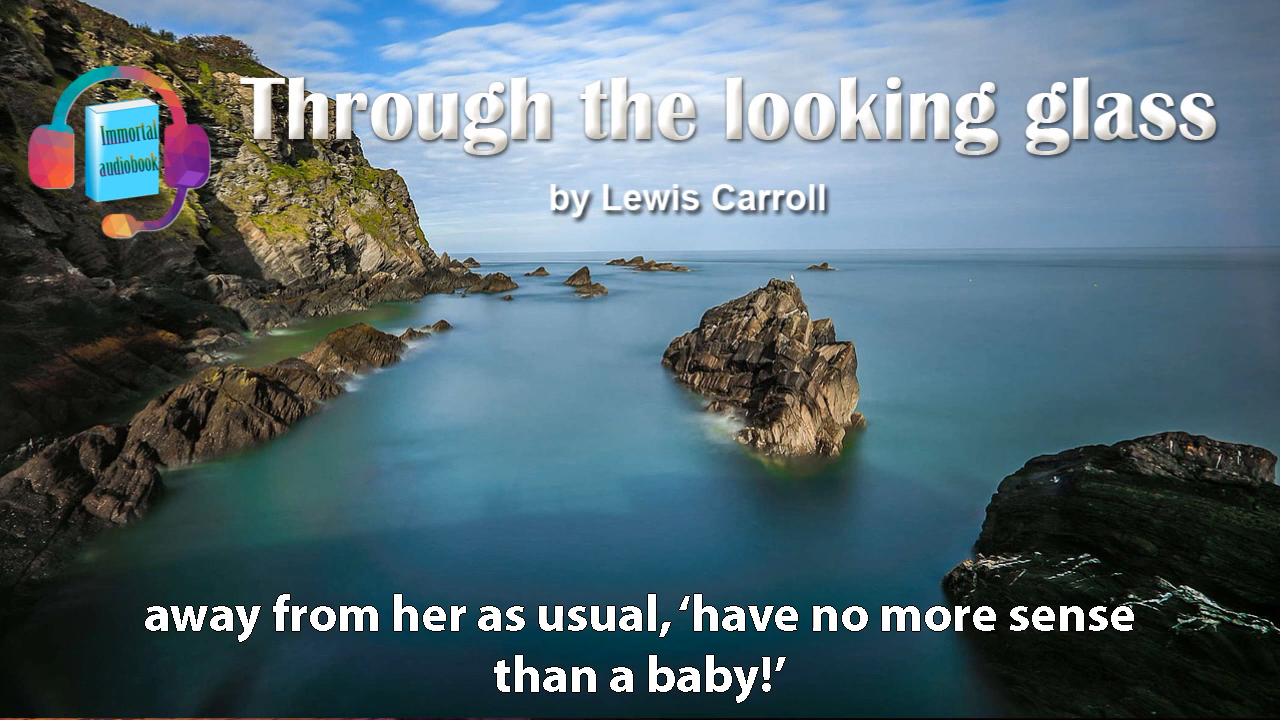 Through the looking glass
Immortal
audiobook
by Lewis Carroll
away from her as usual, ‘have no more sense
than a baby!’